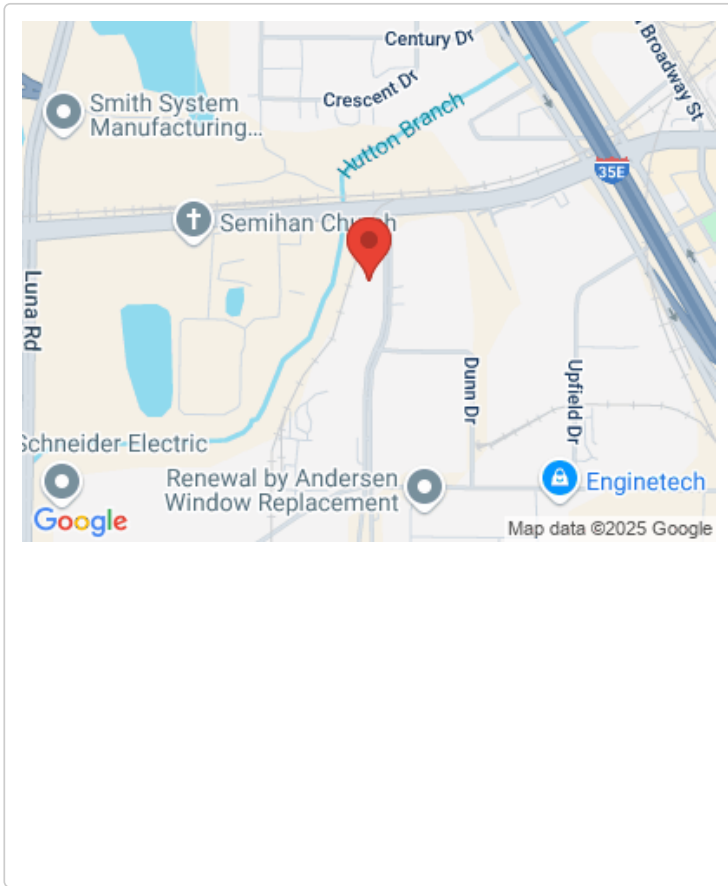 Century Dr
Broadway St
Crescent Dr
Smith System
Manufacturing...
Hutton Branch
35E
Semihan Church
Luna Rd
Dunn Dr
Upfield Dr
Schneider Electric
Renewal by Andersen
Window Replacement
Enginetech
Google
Map data ©2025 Google